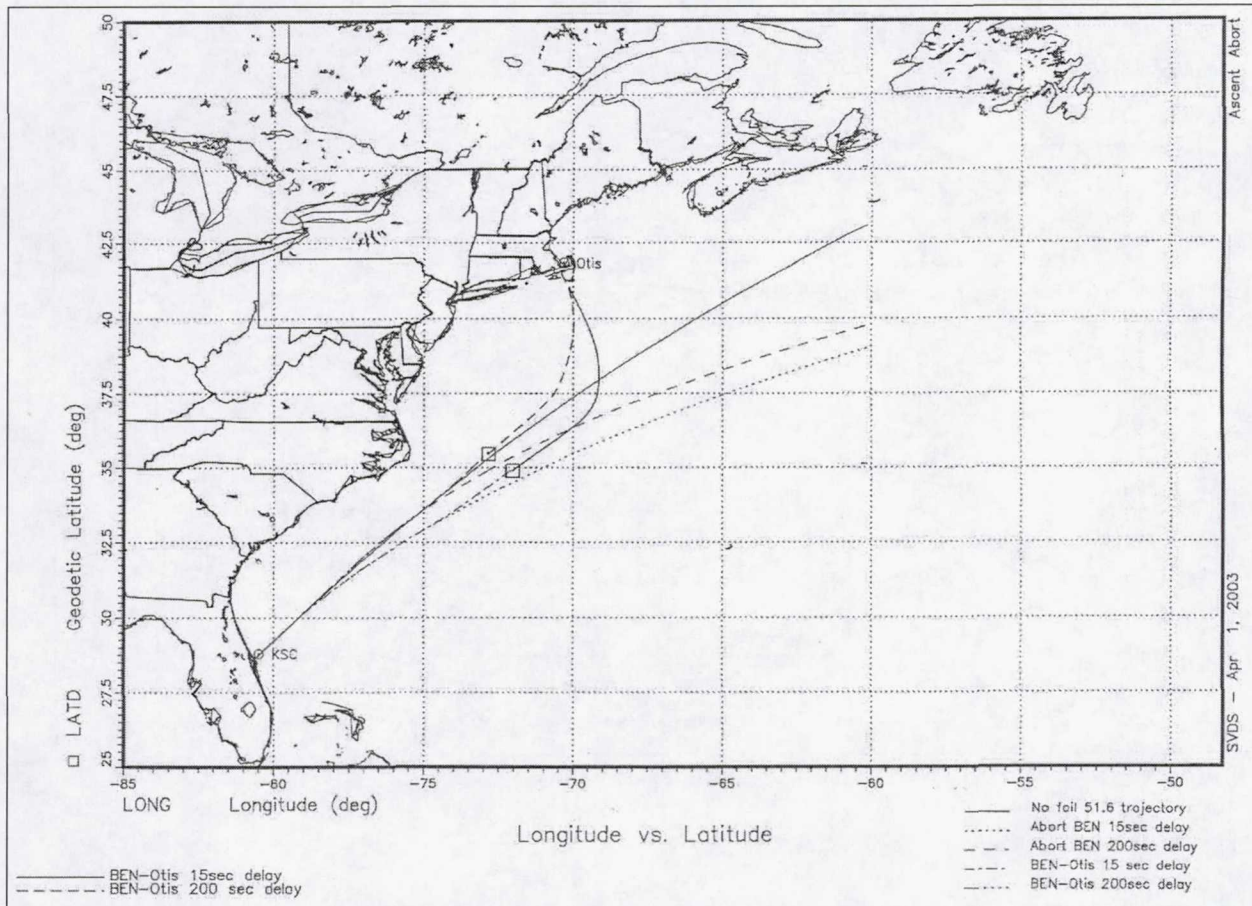 50
47.5
45
42.5
40
37.5
35
32.5
30
27.5
25
□ LATD Geodetic Latitude (deg)
Otis
KSC
Ascent Abort
SVDS - Apr 1, 2003
-85
-80
-75
-70
-65
-60
-55
-50
LONG Longitude (deg)
Longitude vs. Latitude
No fail 51.6 trajectory
Abort BEN 15sec delay
Abort BEN 200sec delay
BEN-Otis 15 sec delay
BEN-Otis 200sec delay
BEN-Otis 15sec delay
BEN-Otis 200 sec delay